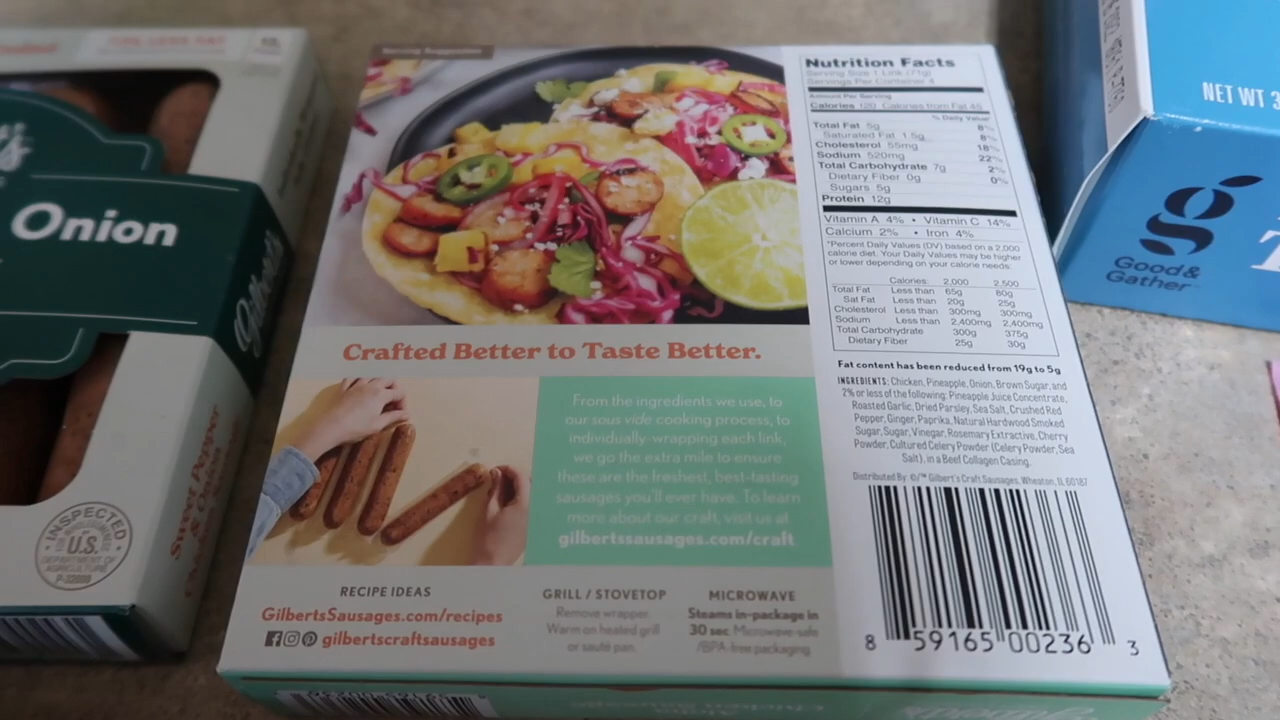 Onion
Gilbert's
Sweet Pepper
& Onion
INSPECTED
U.S.
DEPARTMENT OF
AGRICULTURE
Serving Suggestion
Crafted Better to Taste Better.
From the ingredients we use, to
our sous vide cooking process, to
individually-wrapping each link,
we go the extra mile to ensure
these are the freshest, best-tasting
sausages you'll ever have. To learn
more about our craft, visit us at
gilbertssausages.com/craft
RECIPE IDEAS
GilbertsSausages.com/recipes
gilbertscraftsausages
GRILL / STOVETOP
Remove wrapper.
Warm on heated grill
or sauté pan.
MICROWAVE
Steams in-package in
30 sec. Microwave-safe
/BPA-free packaging.
Nutrition Facts
Serving Size 1 Link (71g)
Servings Per Container 4
Amount Per Serving
Calories 120 Calories from Fat 45
% Daily Value*
Total Fat 5g 8%
Saturated Fat 1.5g 8%
Cholesterol 55mg 18%
Sodium 520mg 22%
Total Carbohydrate 7g 2%
Dietary Fiber 0g 0%
Sugars 5g
Protein 12g
Vitamin A 4% • Vitamin C 14%
Calcium 2% • Iron 4%
*Percent Daily Values (DV) based on a 2,000
calorie diet. Your Daily Values may be higher
or lower depending on your calorie needs:
Calories: 2,000 2,500
Total Fat Less than 65g 80g
Sat Fat Less than 20g 25g
Cholesterol Less than 300mg 300mg
Sodium Less than 2,400mg 2,400mg
Total Carbohydrate 300g 375g
Dietary Fiber 25g 30g
Fat content has been reduced from 19g to 5g
INGREDIENTS: Chicken, Pineapple, Onion, Brown Sugar, and
2% or less of the following: Pineapple Juice Concentrate,
Roasted Garlic, Dried Parsley, Sea Salt, Crushed Red
Pepper, Ginger, Paprika, Natural Hardwood Smoked
Sugar, Sugar, Vinegar, Rosemary Extractive, Cherry
Powder, Cultured Celery Powder (Celery Powder, Sea
Salt), in a Beef Collagen Casing.
Distributed By: ©/™ Gilbert's Craft Sausages, Wheaton, IL 60187
8 59165 00236 3
Chicken Sausage
NET WT 3
g
Good&
Gather